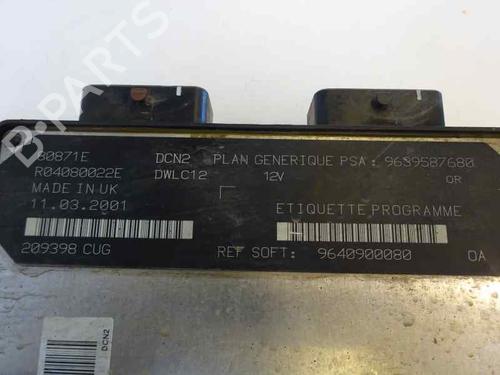 B-PARTS
80871E DCN2 PLAN GENERIQUE PSA: 9639587680
R04080022E DWLC12 12V OR
MADE IN UK
11.03.2001 ETIQUETTE PROGRAMME
209398 CUG REF SOFT: 9640900080 0A
DCN2